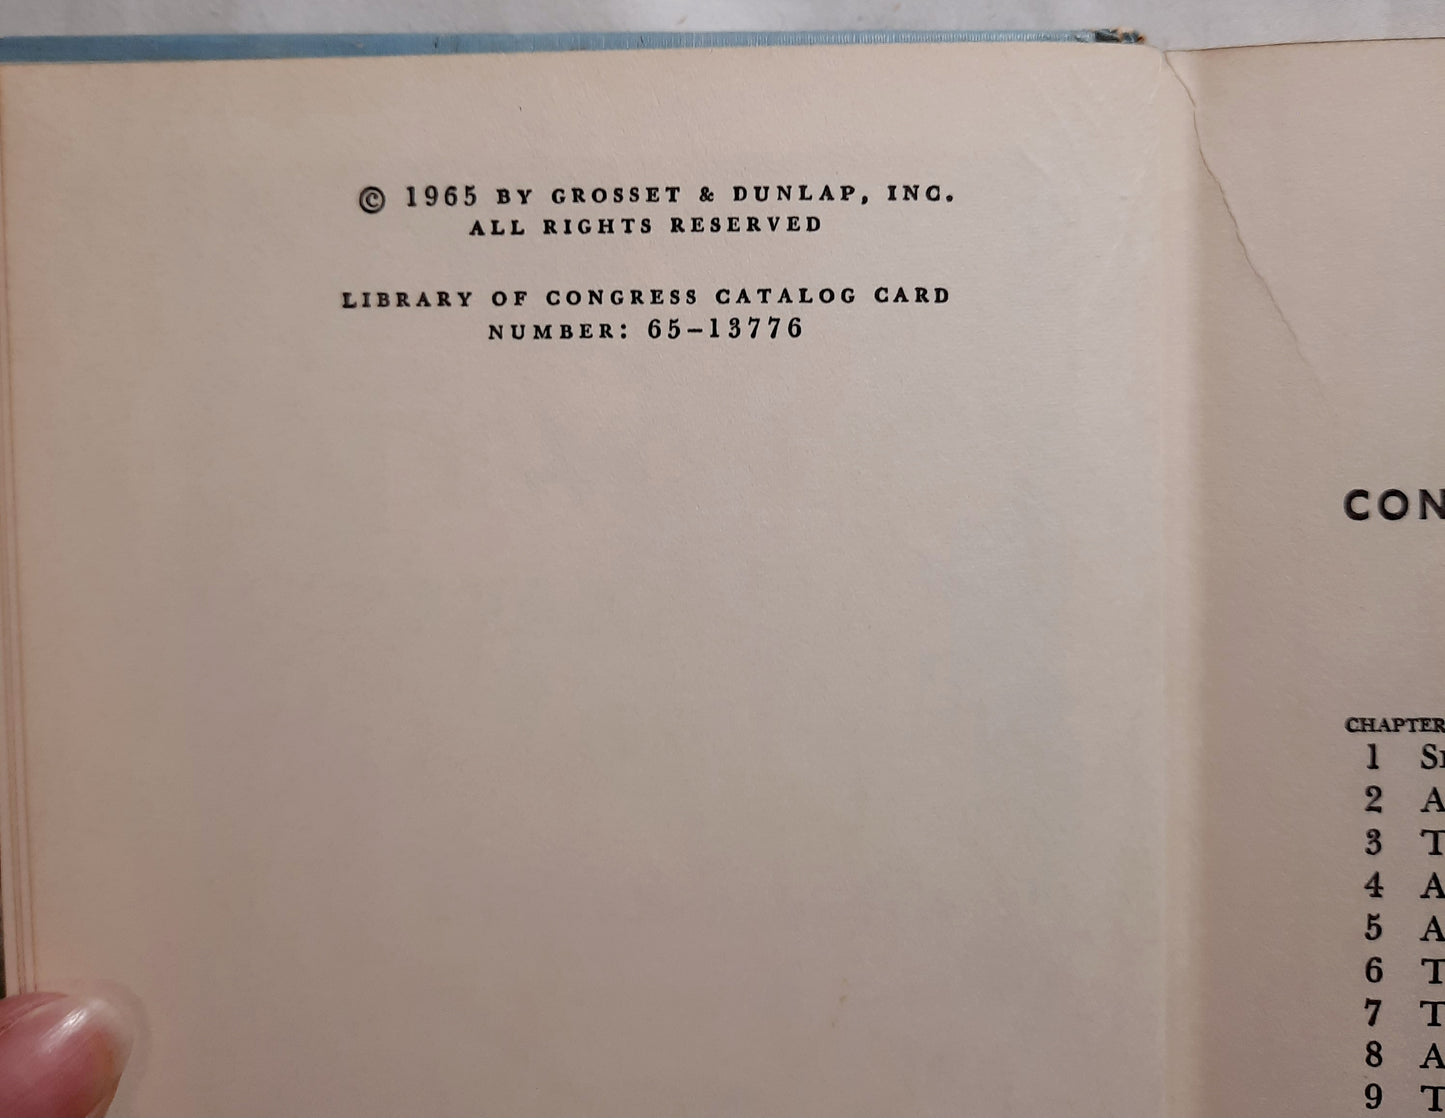 © 1965 BY GROSSET & DUNLAP, INC.
ALL RIGHTS RESERVED
LIBRARY OF CONGRESS CATALOG CARD
NUMBER: 65-13776
CHAPTER
1
2 A
3 T
4 A
5 A
6 T
7 T
8 A
9 T